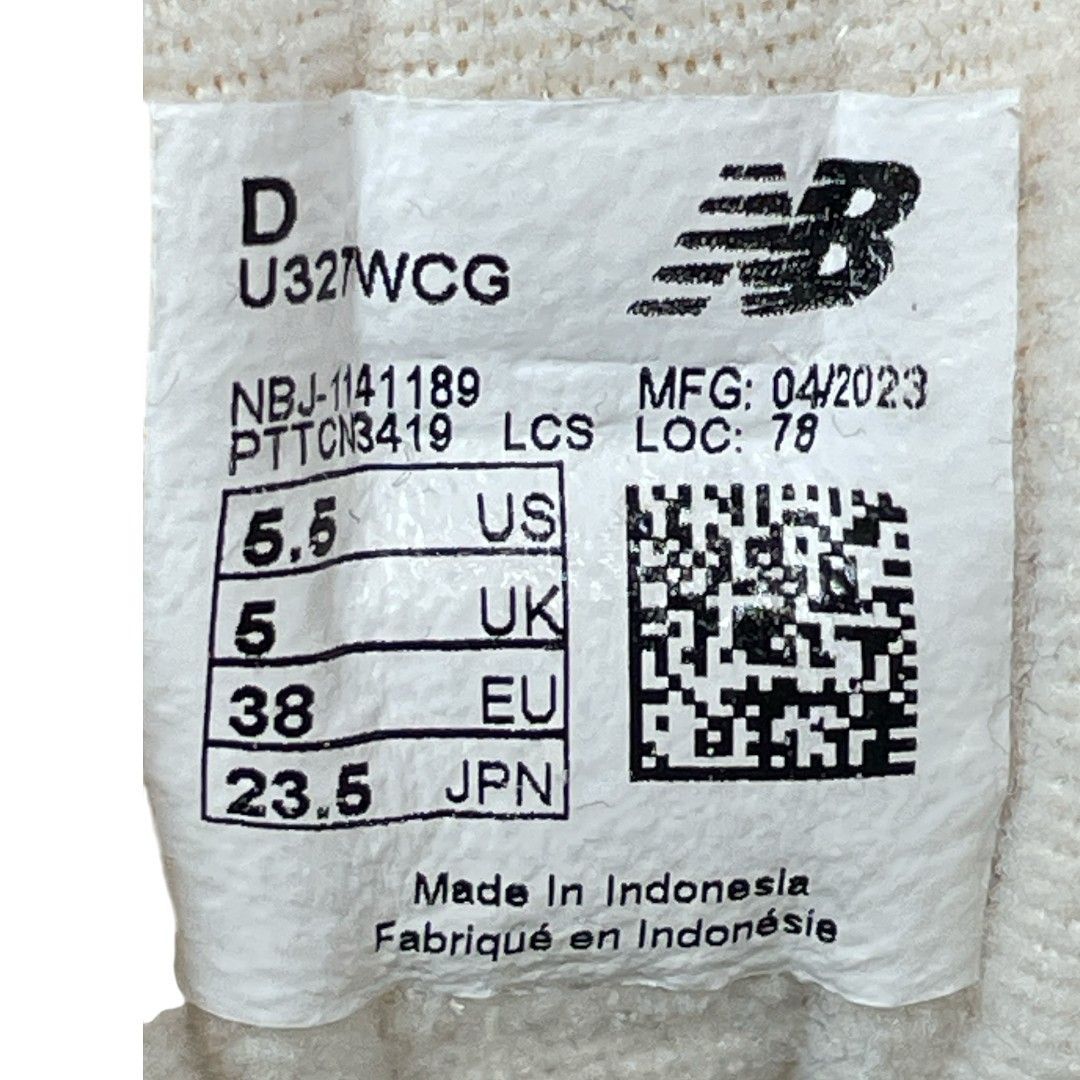 D
NB
U327WCG
NBJ-1141189 MFG: 04/2023
PTTCN3419 LCS LOC: 78
5.5 US
5 UK
38 EU
23.5 JPN
Made In Indonesia
Fabriqué en Indonésie